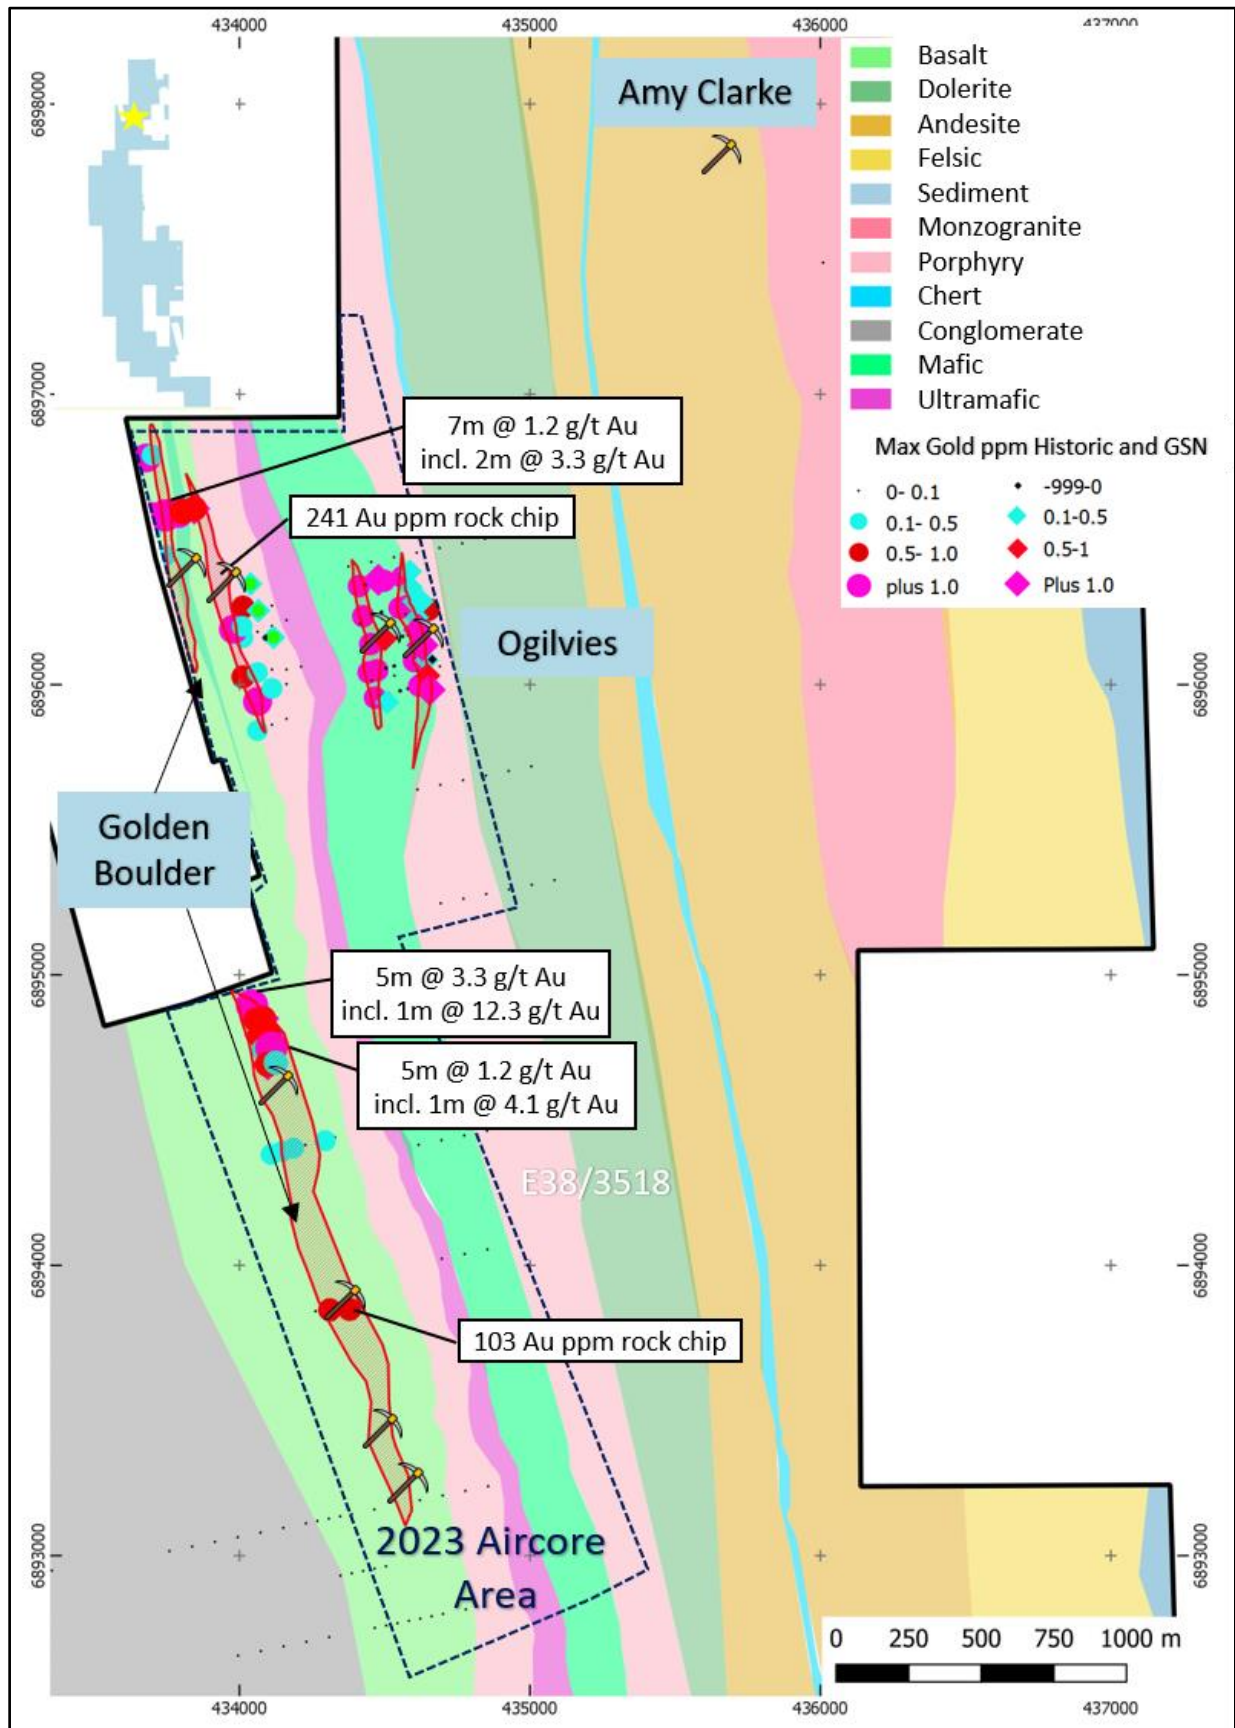 434000
435000
436000
437000
6898000
Amy Clarke
Basalt
Dolerite
Andesite
Felsic
Sediment
Monzogranite
Porphyry
Chert
Conglomerate
Mafic
Ultramafic
Max Gold ppm Historic and GSN
0- 0.1
-999-0
0.1- 0.5
0.1-0.5
0.5- 1.0
0.5-1
plus 1.0
Plus 1.0
6897000
7m @ 1.2 g/t Au
incl. 2m @ 3.3 g/t Au
241 Au ppm rock chip
Ogilvies
6896000
6896000
Golden
Boulder
5m @ 3.3 g/t Au
incl. 1m @ 12.3 g/t Au
6895000
6895000
5m @ 1.2 g/t Au
incl. 1m @ 4.1 g/t Au
E38/3518
6894000
6894000
103 Au ppm rock chip
2023 Aircore
Area
6893000
6893000
0 250 500 750 1000 m
434000
435000
436000
437000